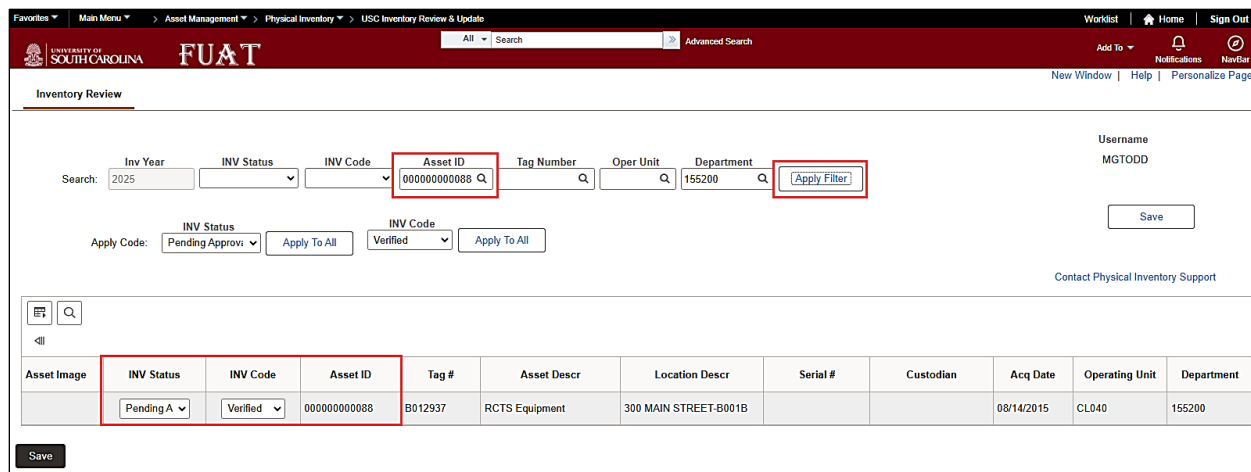 Favorites Main Menu > Asset Management > Physical Inventory > USC Inventory Review & Update Worklist Home Sign Out
UNIVERSITY OF
SOUTH CAROLINA
FUAT
All Search Advanced Search
Add To Notifications NavBar
New Window | Help | Personalize Page
Inventory Review
Username
MGTODD
Inv Year INV Status INV Code Asset ID Tag Number Oper Unit Department
Search: 2025 000000000088 155200 Apply Filter
Save
INV Status INV Code
Apply Code: Pending Approva Apply To All Verified Apply To All
Contact Physical Inventory Support
Asset Image INV Status INV Code Asset ID Tag # Asset Descr Location Descr Serial # Custodian Acq Date Operating Unit Department
Pending A Verified 000000000088 B012937 RCTS Equipment 300 MAIN STREET-B001B 08/14/2015 CL040 155200
Save